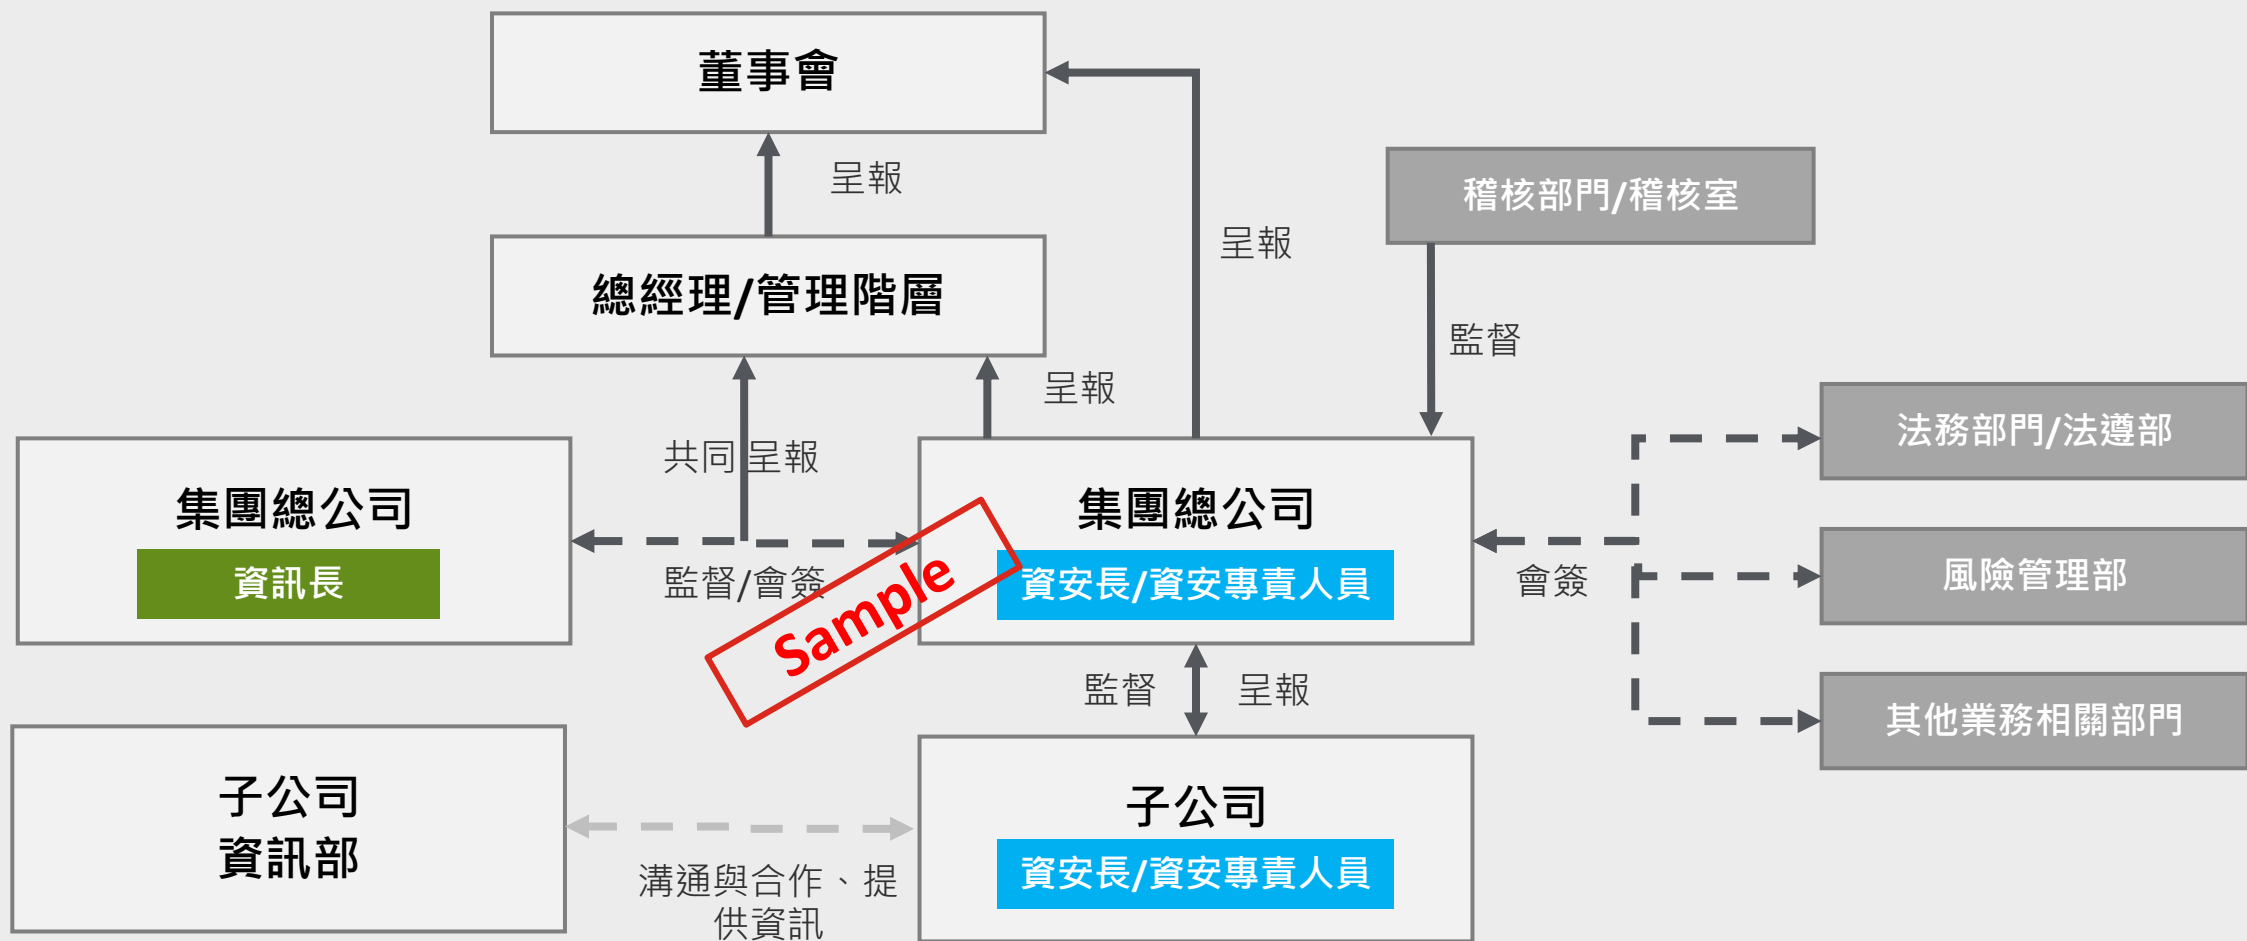 董事會
呈報
稽核部門/稽核室
呈報
總經理/管理階層
監督
呈報
法務部門/法遵部
共同呈報
集團總公司
資訊長
集團總公司
資安長/資安專責人員
監督/會簽
會簽
風險管理部
Sample
監督
呈報
其他業務相關部門
子公司
資訊部
子公司
資安長/資安專責人員
溝通與合作、提
供資訊